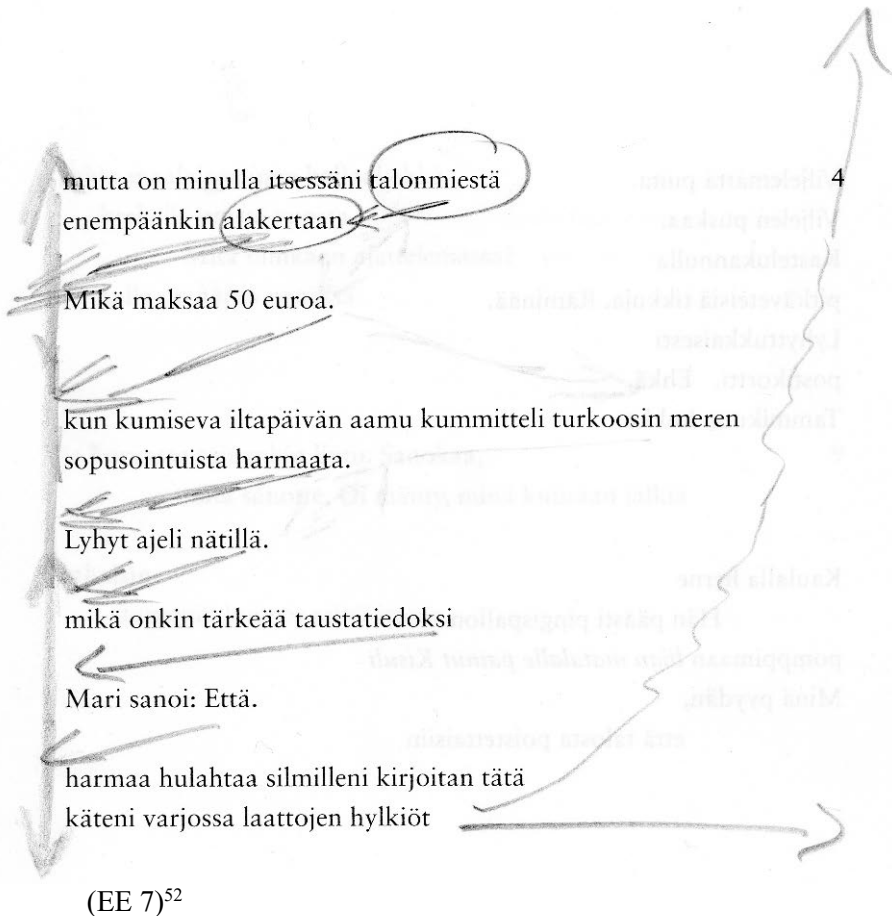 mutta on minulla itsessäni talonmiestä 4
enempäänkin alakertaan
Mikä maksaa 50 euroa.
kun kumiseva iltapäivän aamu kummitteli turkoosin meren
sopusointuista harmaata.
Lyhyt ajeli nätillä.
mikä onkin tärkeää taustatiedoksi
Mari sanoi: Että.
harmaa hulahtaa silmilleni kirjoitan tätä
käteni varjossa laattojen hylkiöt
(EE 7)52